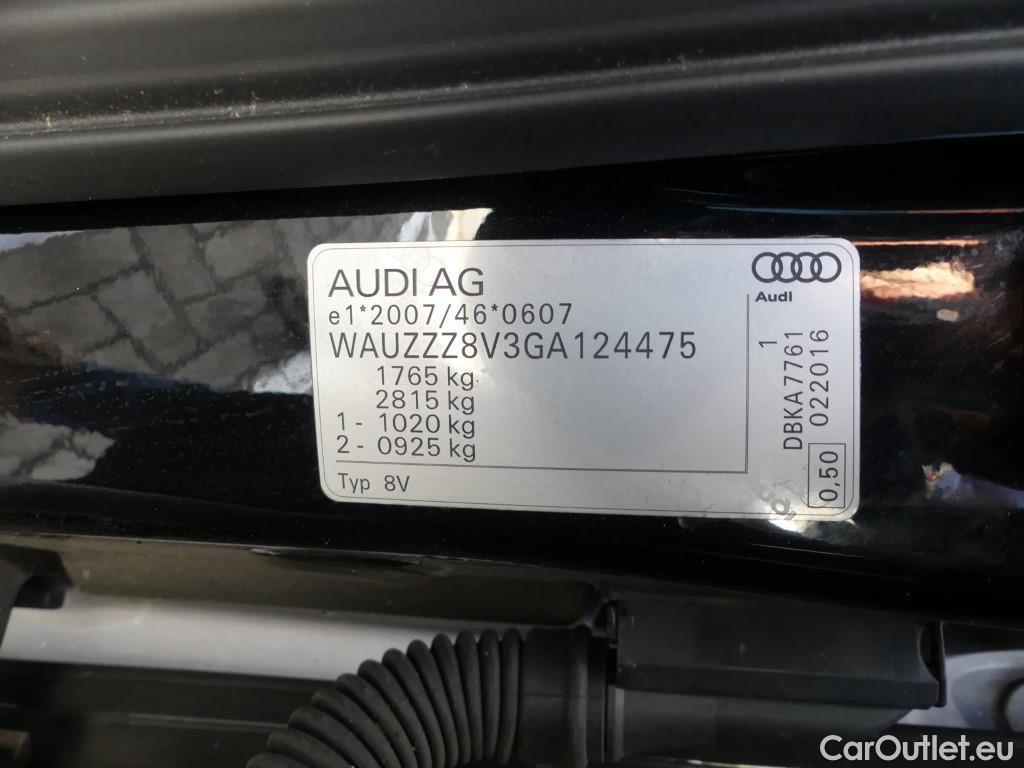 AUDI AG
Audi
e1*2007/46*0607
WAUZZZ8V3GA124475
1765 kg
2815 kg
1 - 1020 kg
2 - 0925 kg
Typ 8V
DBKA7761 1
022016
0,50
CarOutlet.eu